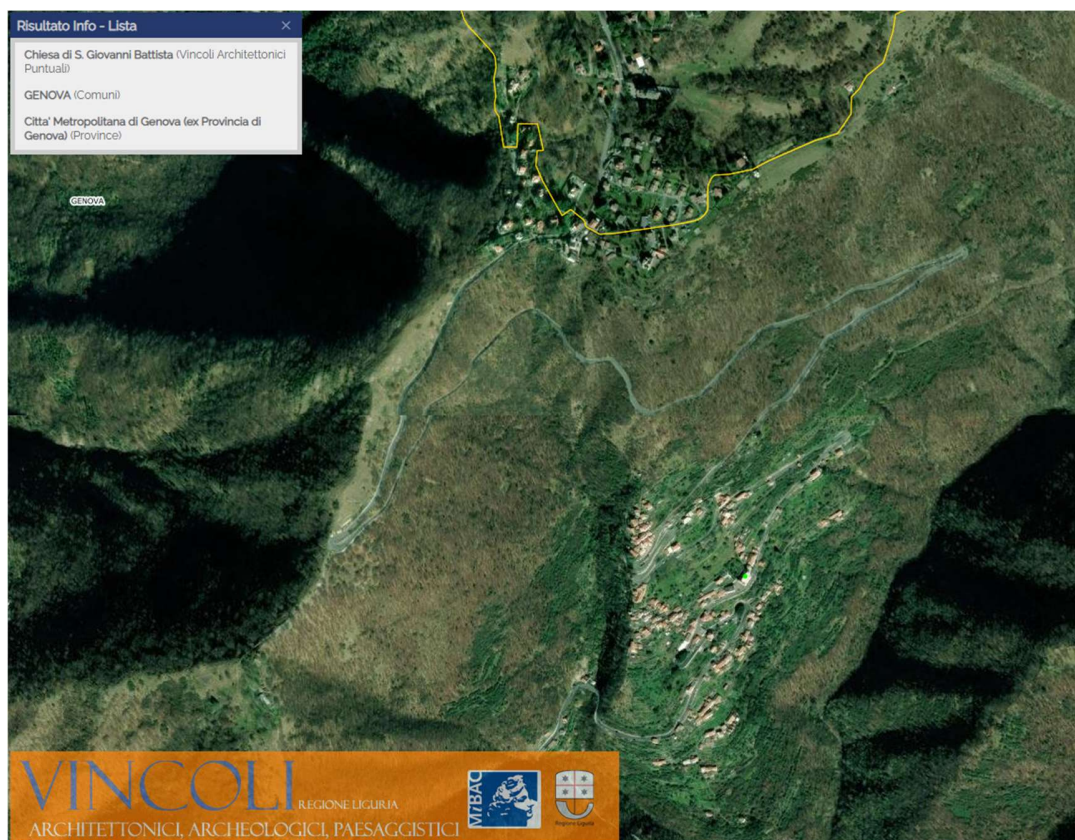 Risultato Info - Lista
Chiesa di S. Giovanni Battista (Vincoli Architettonici
Puntuali)
GENOVA (Comuni)
Citta' Metropolitana di Genova (ex Provincia di
Genova) (Province)
GENOVA
VINCOLI REGIONE LIGURIA
ARCHITETTONICI, ARCHEOLOGICI, PAESAGGISTICI
MiBAC
Regione Liguria